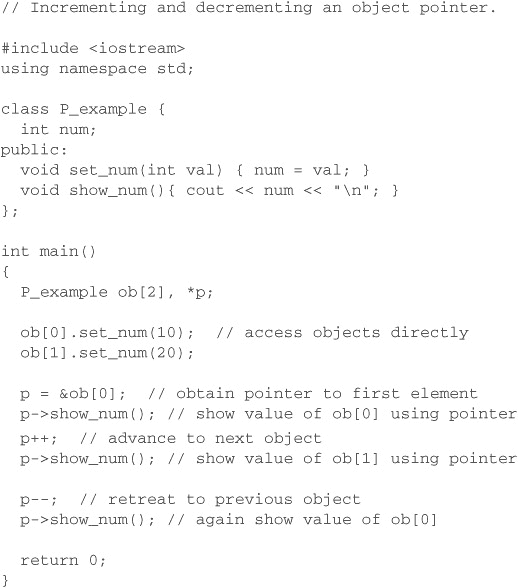 // Incrementing and decrementing an object pointer.
#include <iostream>
using namespace std;
class P_example {
  int num;
public:
  void set_num(int val) { num = val; }
  void show_num(){ cout << num << "\n"; }
};
int main()
{
  P_example ob[2], *p;
  ob[0].set_num(10);  // access objects directly
  ob[1].set_num(20);
  p = &ob[0];  // obtain pointer to first element
  p->show_num(); // show value of ob[0] using pointer
  p++;  // advance to next object
  p->show_num(); // show value of ob[1] using pointer
  p--;  // retreat to previous object
  p->show_num(); // again show value of ob[0]
  return 0;
}